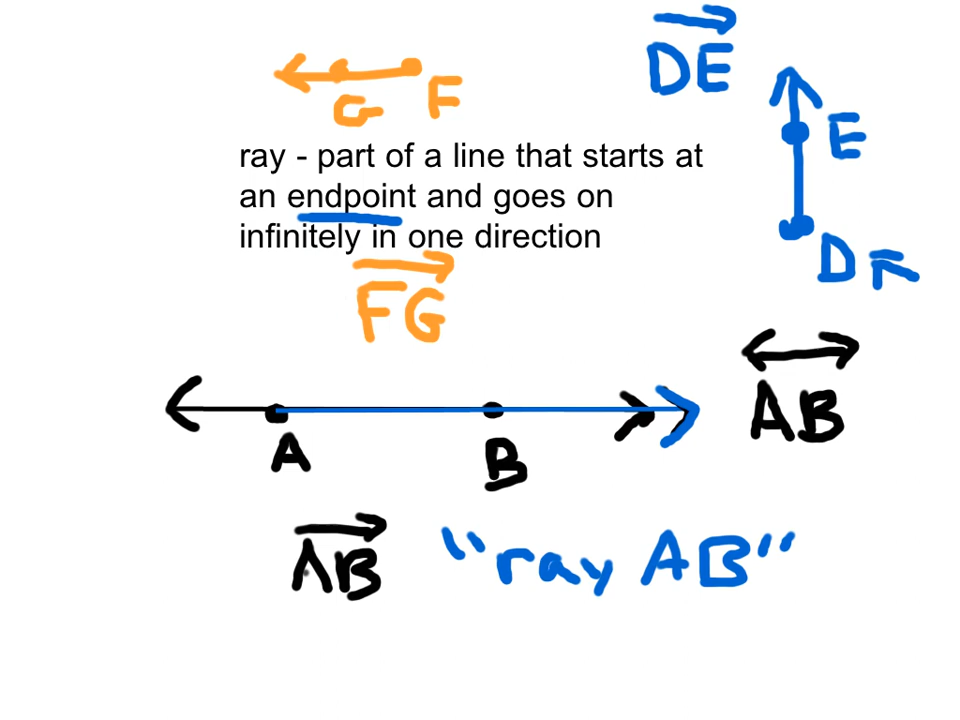 DE
G F
E
ray - part of a line that starts at
an endpoint and goes on
infinitely in one direction
D
FG
AB
A B
AB "ray AB"